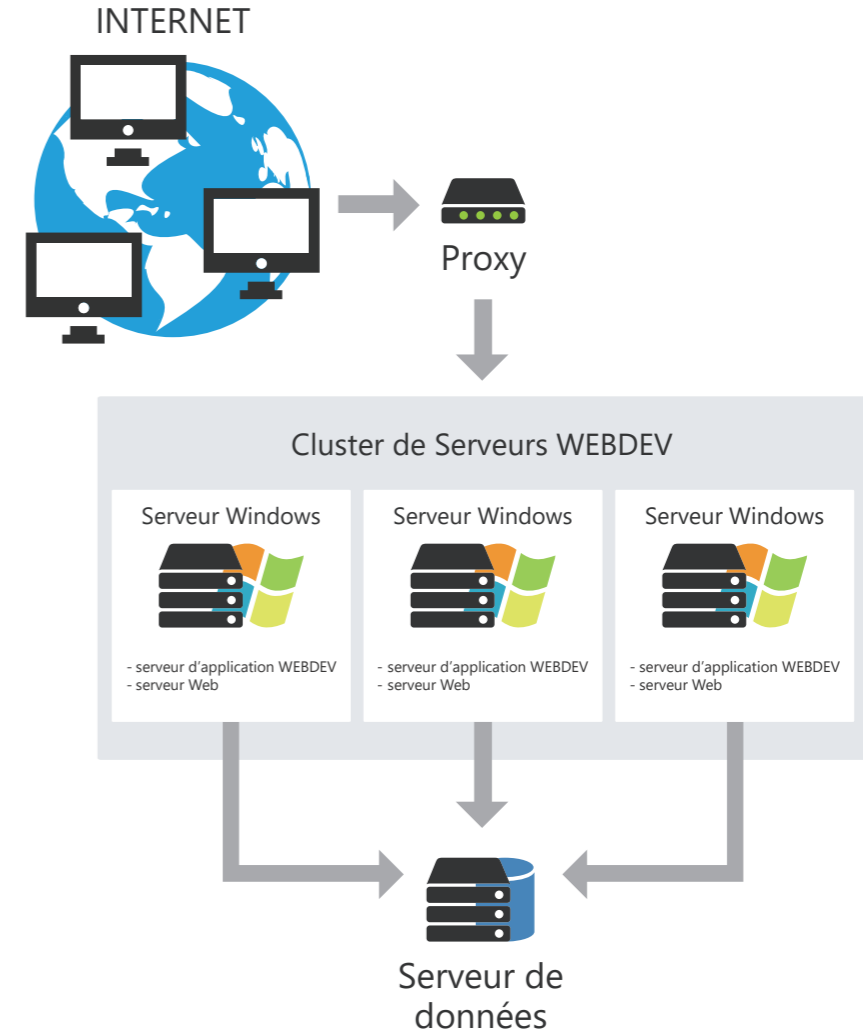 INTERNET
Proxy
Cluster de Serveurs WEBDEV
Serveur Windows
- serveur d'application WEBDEV
- serveur Web
Serveur Windows
- serveur d'application WEBDEV
- serveur Web
Serveur Windows
- serveur d'application WEBDEV
- serveur Web
Serveur de
données